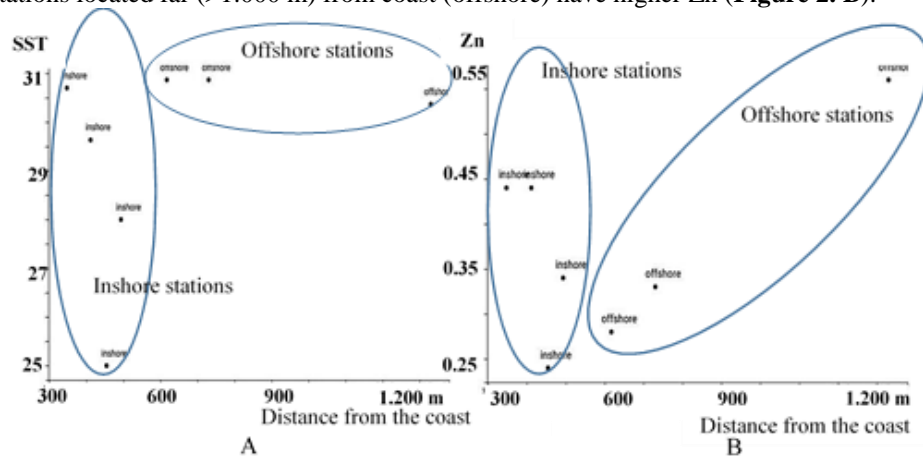 tations located far (>1.000 m) from coast (offshore) have higher Zn (Figure 2. B).
SST
Offshore stations
31
inshore
offshore
offshore
offshore
inshore
29
inshore
27
Inshore stations
25
inshore
300
600
900
1.200 m
Distance from the coast
A
Zn
0.55
Inshore stations
offshore
Offshore stations
0.45
inshore
inshore
0.35
inshore
offshore
offshore
0.25
inshore
300
600
900
1.200 m
Distance from the coast
B